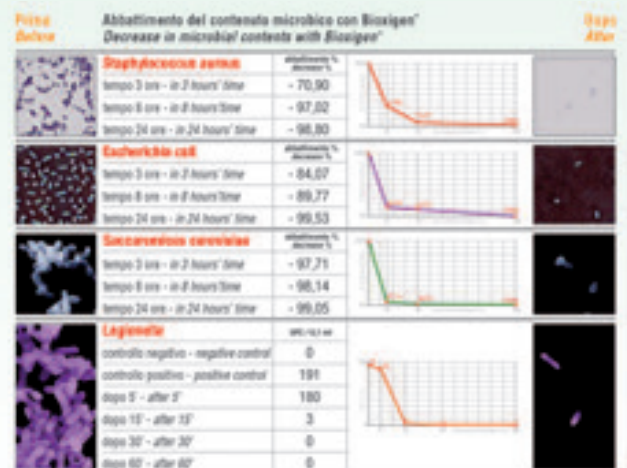 Prima
Before
Abbattimento del contenuto microbico con Bioxigen®
Decrease in microbial contents with Bioxigen®
Dopo
After
Staphylococcus aureus
abbattimento %
decrease %
tempo 3 ore - in 3 hours' time - 70,90
tempo 8 ore - in 8 hours' time - 97,02
tempo 24 ore - in 24 hours' time - 98,80
Escherichia coli
abbattimento %
decrease %
tempo 3 ore - in 3 hours' time - 84,07
tempo 8 ore - in 8 hours' time - 89,77
tempo 24 ore - in 24 hours' time - 99,53
Saccaromices cerevisiae
abbattimento %
decrease %
tempo 3 ore - in 3 hours' time - 97,71
tempo 8 ore - in 8 hours' time - 98,14
tempo 24 ore - in 24 hours' time - 99,05
Legionella
controllo negativo - negative control 0
controllo positivo - positive control 191
dopo 5' - after 5' 180
dopo 15' - after 15' 3
dopo 30' - after 30' 0
dopo 60' - after 60' 0